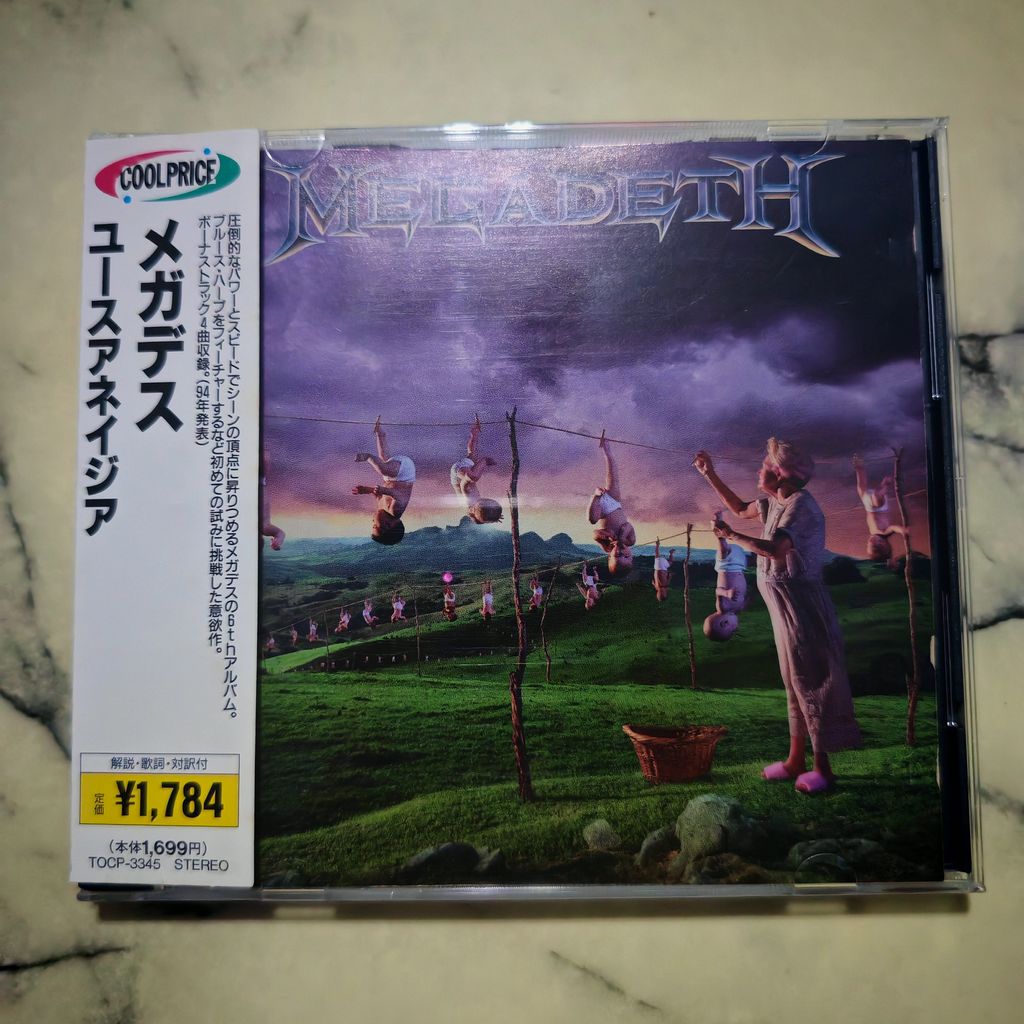 COOLPRICE
圧倒的なパワーとスピードでシーンの頂点に昇りつめるメガデスの6thアルバム。
ブルース・ハープをフィーチャーするなど初めての試みに挑戦した意欲作。
ボーナストラック4曲収録。(94年発表)
メガデス
ユースアネイジア
解説・歌詞・対訳付
定価 ¥1,784
(本体1,699円)
TOCP-3345 STEREO
MEGADETH